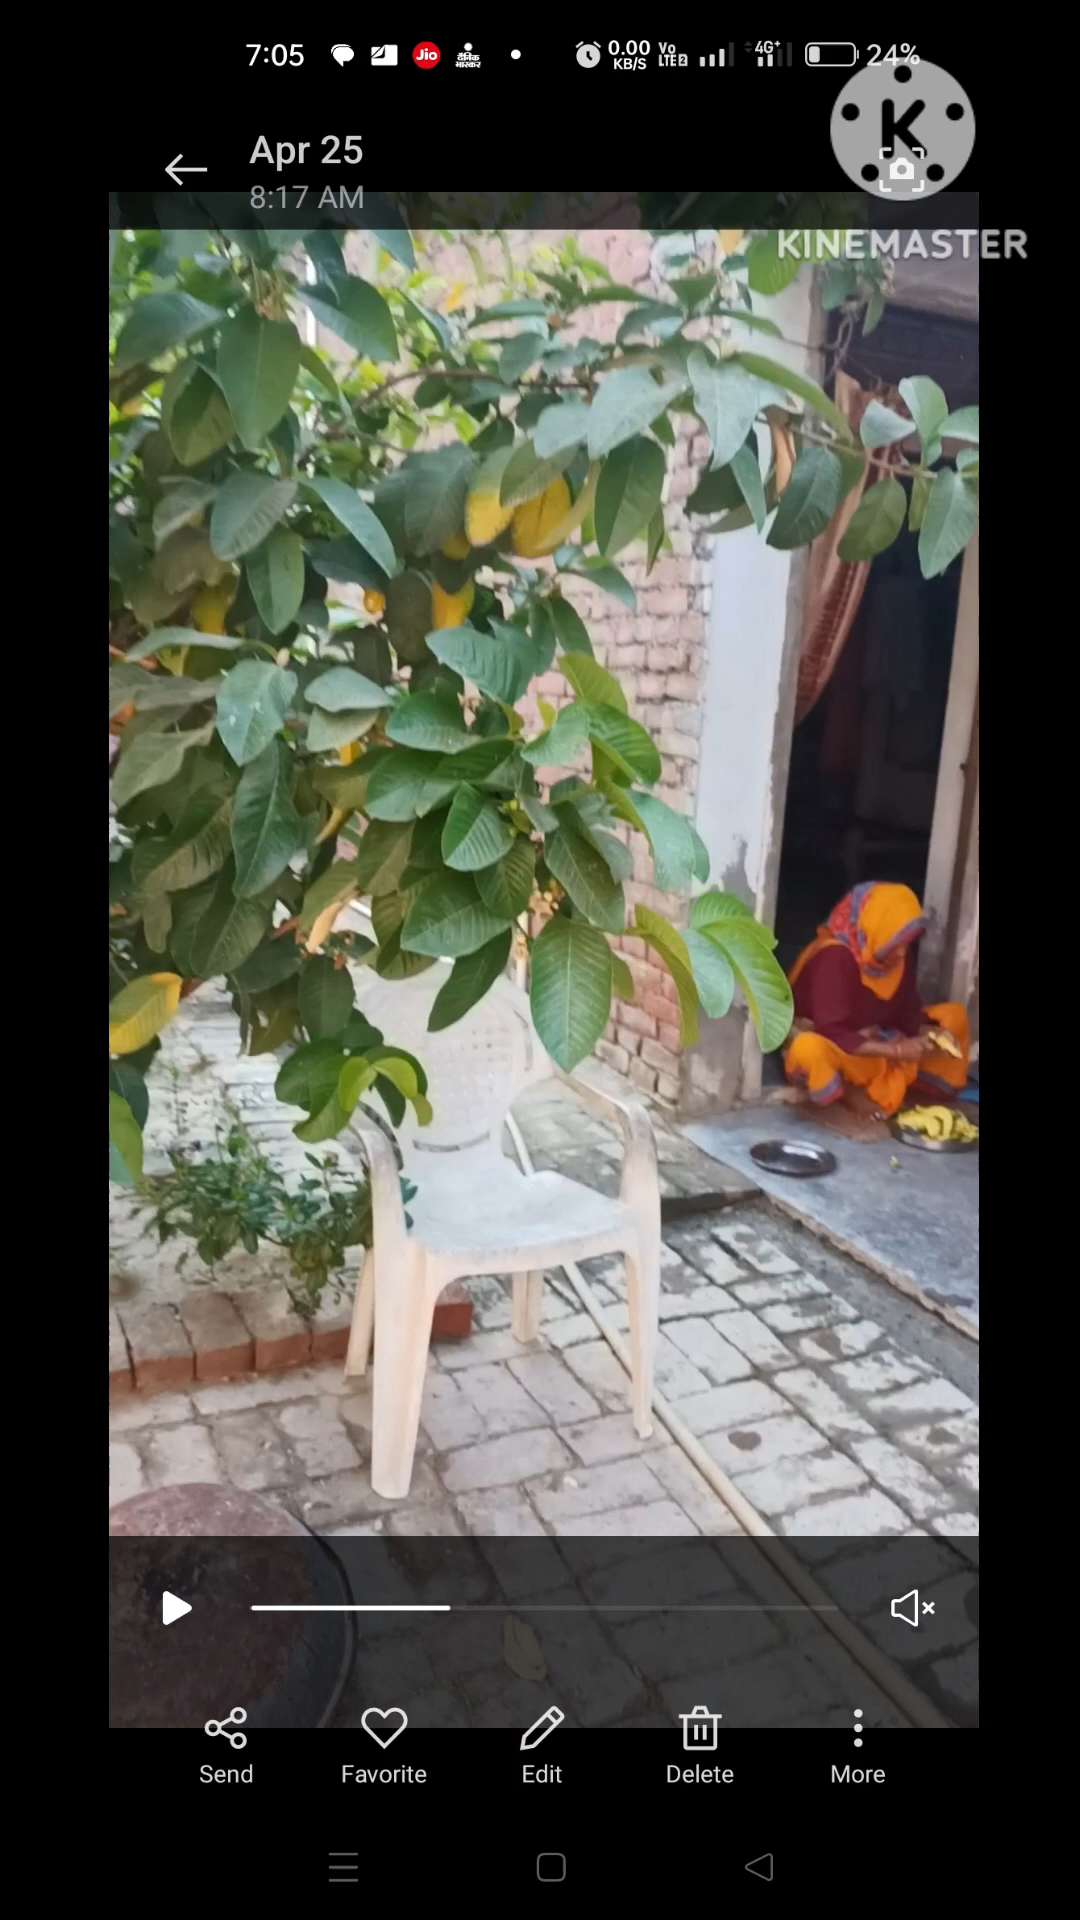 7:05 Jio दैनिक भास्कर 0.00 KB/S Vo LTE2 4G+ 24%
Apr 25
8:17 AM
K
KINEMASTER
Send Favorite Edit Delete More